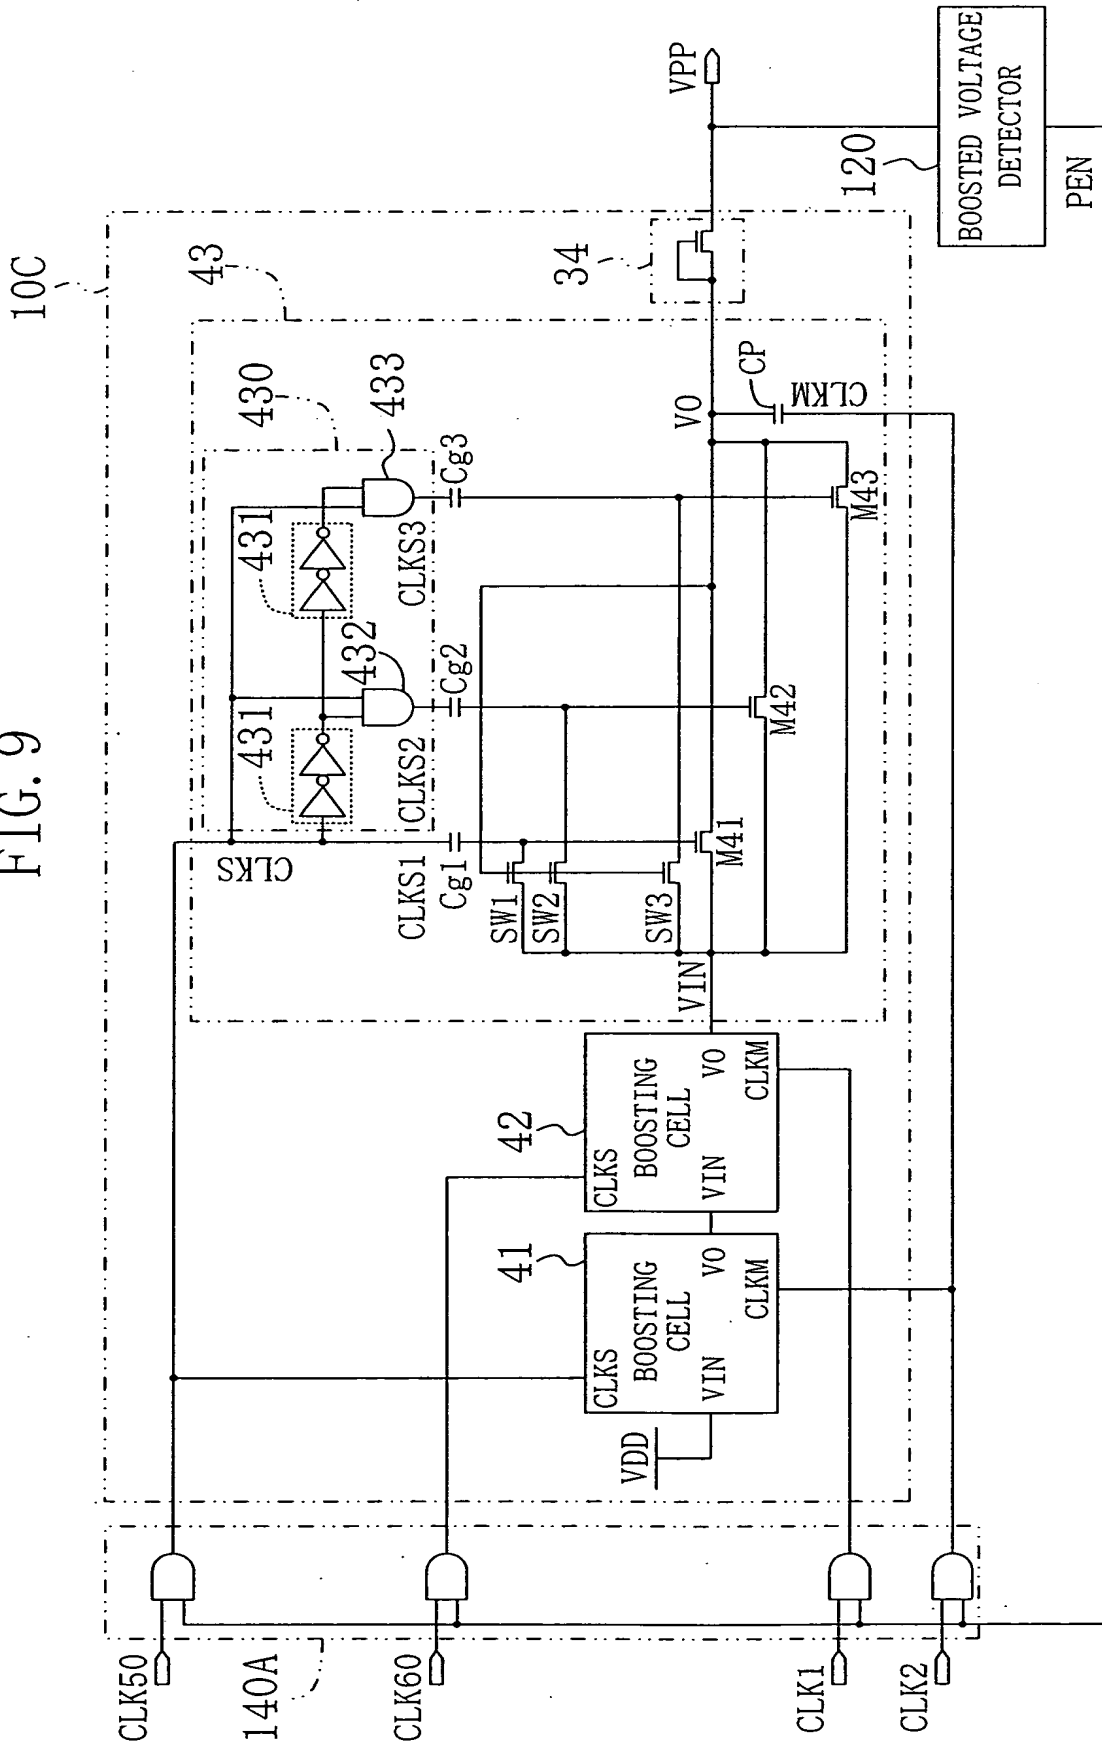 FIG. 9
10C
43
430
431
431
433
432
CLKS
CLKS1
CLKS2
CLKS3
Cg1
Cg2
Cg3
SW1
SW2
SW3
M41
M42
M43
VIN
VO
CP
CLKM
34
VPP
120
BOOSTED VOLTAGE
DETECTOR
PEN
41
CLKS
BOOSTING
CELL
VIN
VO
CLKM
42
CLKS
BOOSTING
CELL
VIN
VO
CLKM
VDD
CLK50
140A
CLK60
CLK1
CLK2